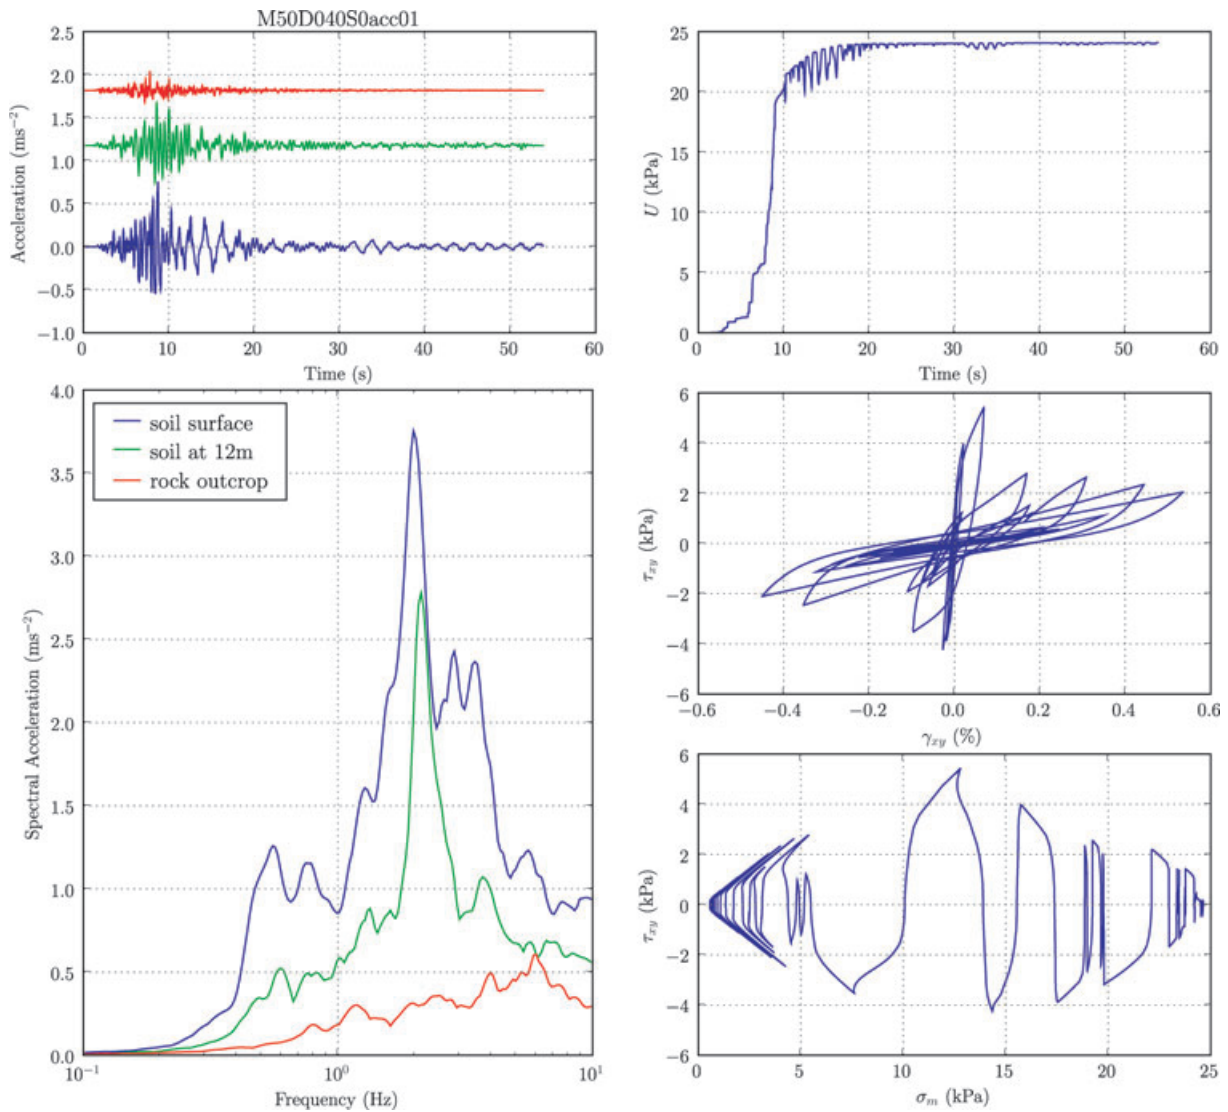 M50D040S0acc01
Acceleration (ms⁻²)
2.5
2.0
1.5
1.0
0.5
0.0
−0.5
−1.0
0 10 20 30 40 50 60
Time (s)
U (kPa)
25
20
15
10
5
0
0 10 20 30 40 50 60
Time (s)
Spectral Acceleration (ms⁻²)
4.0
3.5
3.0
2.5
2.0
1.5
1.0
0.5
0.0
soil surface
soil at 12m
rock outcrop
10⁻¹ 10⁰ 10¹
Frequency (Hz)
τxy (kPa)
6
4
2
0
−2
−4
−6
−0.6 −0.4 −0.2 0.0 0.2 0.4 0.6
γxy (%)
τxy (kPa)
6
4
2
0
−2
−4
−6
0 5 10 15 20 25
σm (kPa)